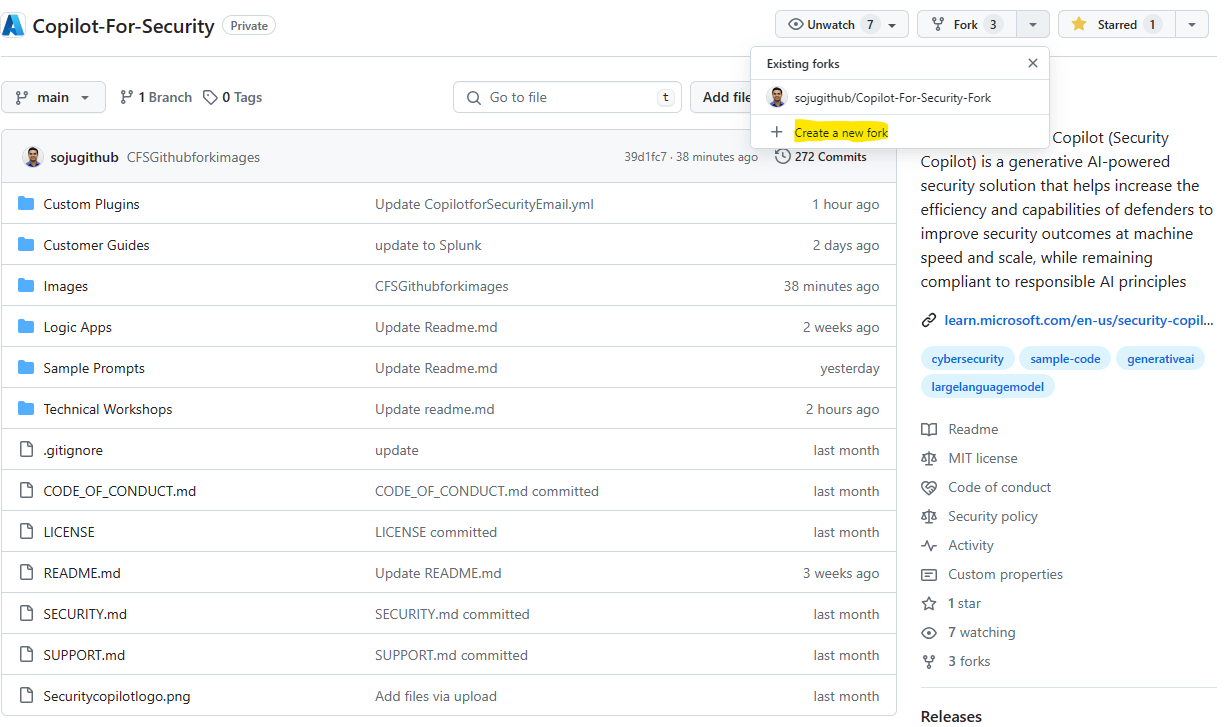 Copilot-For-Security Private Unwatch 7 Fork 3 Starred 1
Existing forks
sojugithub/Copilot-For-Security-Fork
Create a new fork
main 1 Branch 0 Tags Go to file t Add file
sojugithub CFSGithubforkimages 39d1fc7 · 38 minutes ago 272 Commits
Custom Plugins Update CopilotforSecurityEmail.yml 1 hour ago
Customer Guides update to Splunk 2 days ago
Images CFSGithubforkimages 38 minutes ago
Logic Apps Update Readme.md 2 weeks ago
Sample Prompts Update Readme.md yesterday
Technical Workshops Update readme.md 2 hours ago
.gitignore update last month
CODE_OF_CONDUCT.md CODE_OF_CONDUCT.md committed last month
LICENSE LICENSE committed last month
README.md Update README.md 3 weeks ago
SECURITY.md SECURITY.md committed last month
SUPPORT.md SUPPORT.md committed last month
Securitycopilotlogo.png Add files via upload last month
Copilot (Security
Copilot) is a generative AI-powered
security solution that helps increase the
efficiency and capabilities of defenders to
improve security outcomes at machine
speed and scale, while remaining
compliant to responsible AI principles
learn.microsoft.com/en-us/security-copil...
cybersecurity sample-code generativeai
largelanguagemodel
Readme
MIT license
Code of conduct
Security policy
Activity
Custom properties
1 star
7 watching
3 forks
Releases